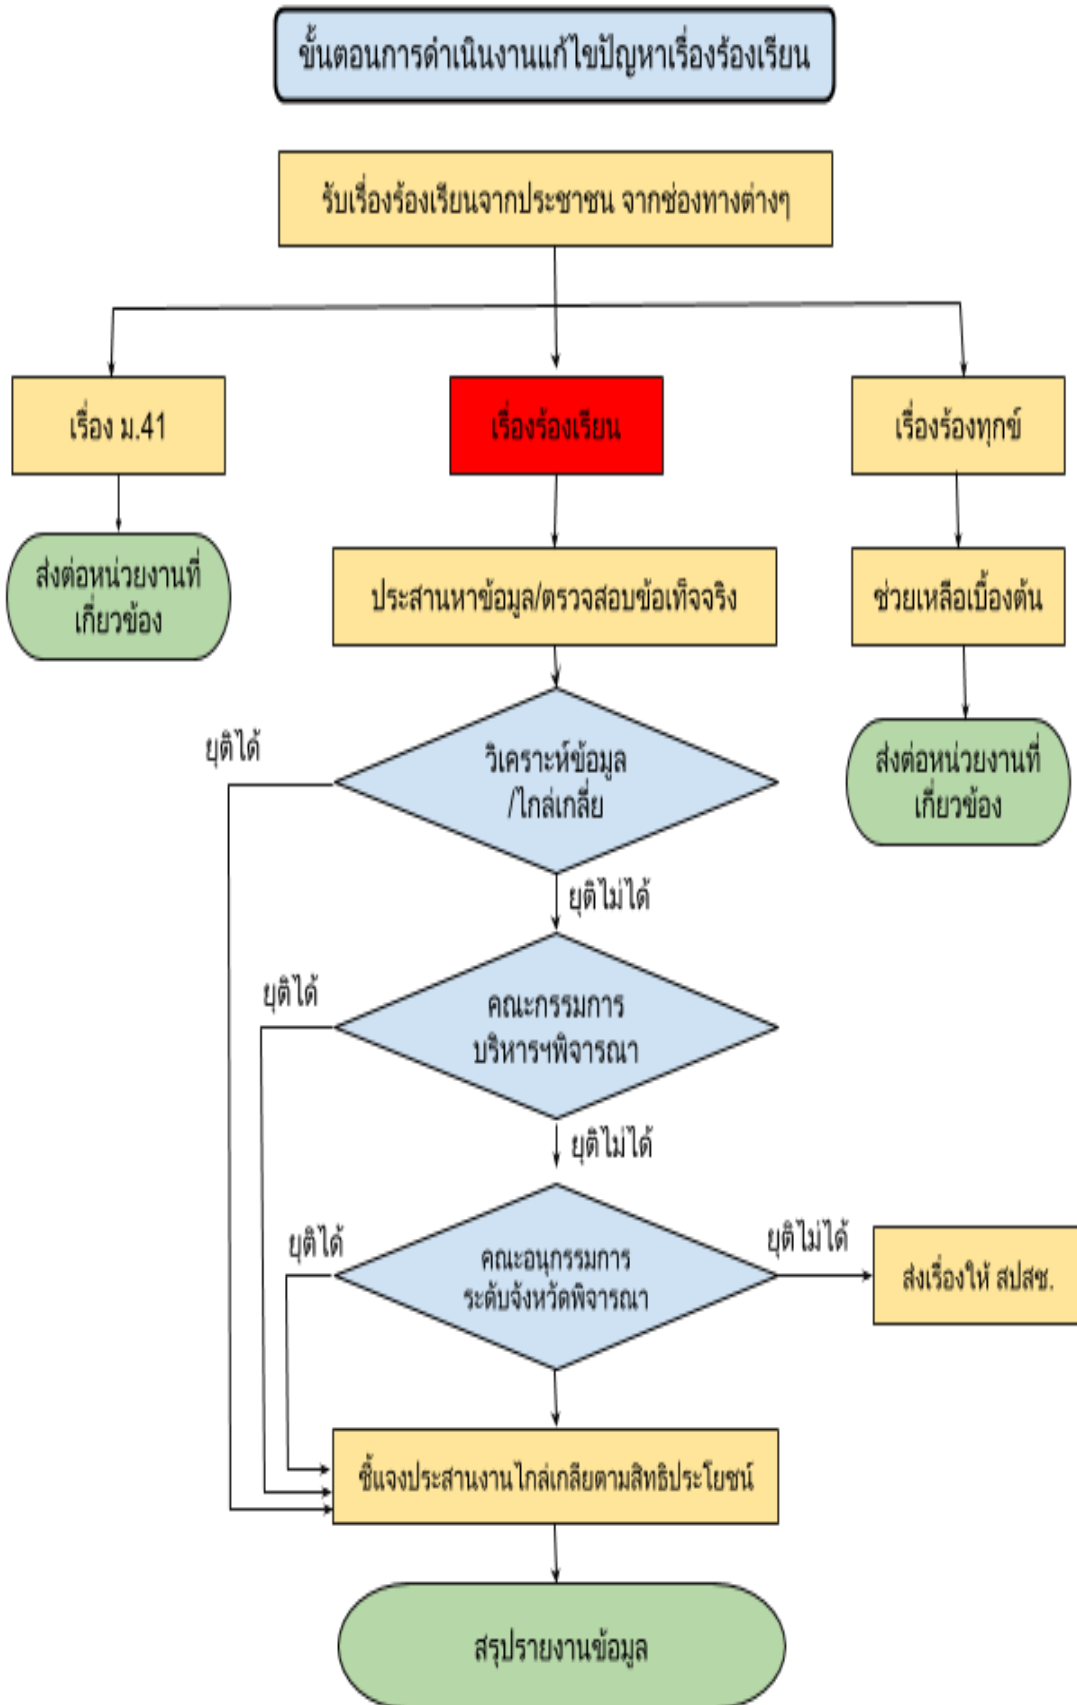 ขั้นตอนการดำเนินงานแก้ไขปัญหาเรื่องร้องเรียน
รับเรื่องร้องเรียนจากประชาชน จากช่องทางต่างๆ
เรื่อง ม.41
เรื่องร้องเรียน
เรื่องร้องทุกข์
ส่งต่อหน่วยงานที่
เกี่ยวข้อง
ประสานหาข้อมูล/ตรวจสอบข้อเท็จจริง
ช่วยเหลือเบื้องต้น
ยุติได้
วิเคราะห์ข้อมูล
/ไกล่เกลี่ย
ส่งต่อหน่วยงานที่
เกี่ยวข้อง
ยุติไม่ได้
ยุติได้
คณะกรรมการ
บริหารฯพิจารณา
ยุติไม่ได้
ยุติได้
คณะอนุกรรมการ
ระดับจังหวัดพิจารณา
ยุติไม่ได้
ส่งเรื่องให้ สปสช.
ชี้แจงประสานงานไกล่เกลียตามสิทธิประโยชน์
สรุปรายงานข้อมูล